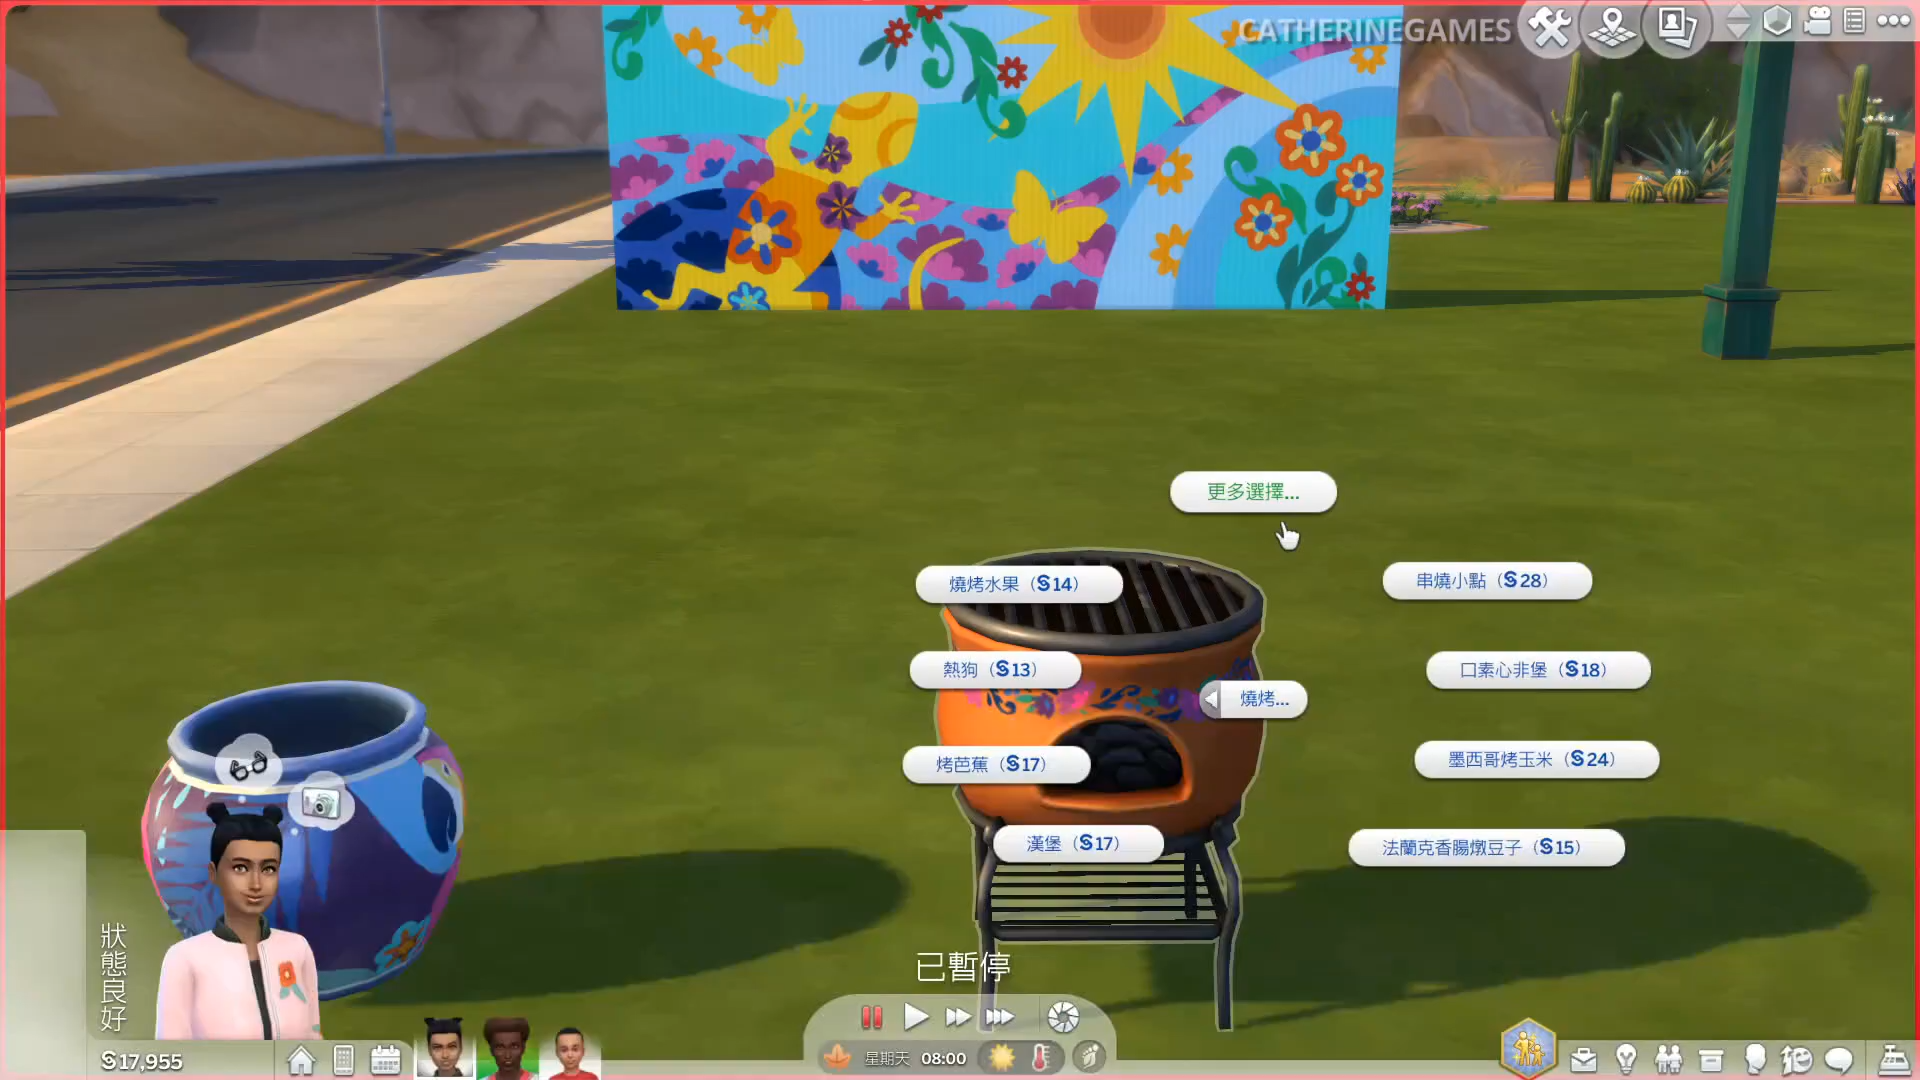 CATHERINEGAMES
更多選擇...
燒烤水果（§14）
串燒小點（§28）
熱狗（§13）
口素心非堡（§18）
燒烤...
烤芭蕉（§17）
墨西哥烤玉米（§24）
漢堡（§17）
法蘭克香腸燉豆子（§15）
狀態良好
已暫停
§17,955
星期天 08:00